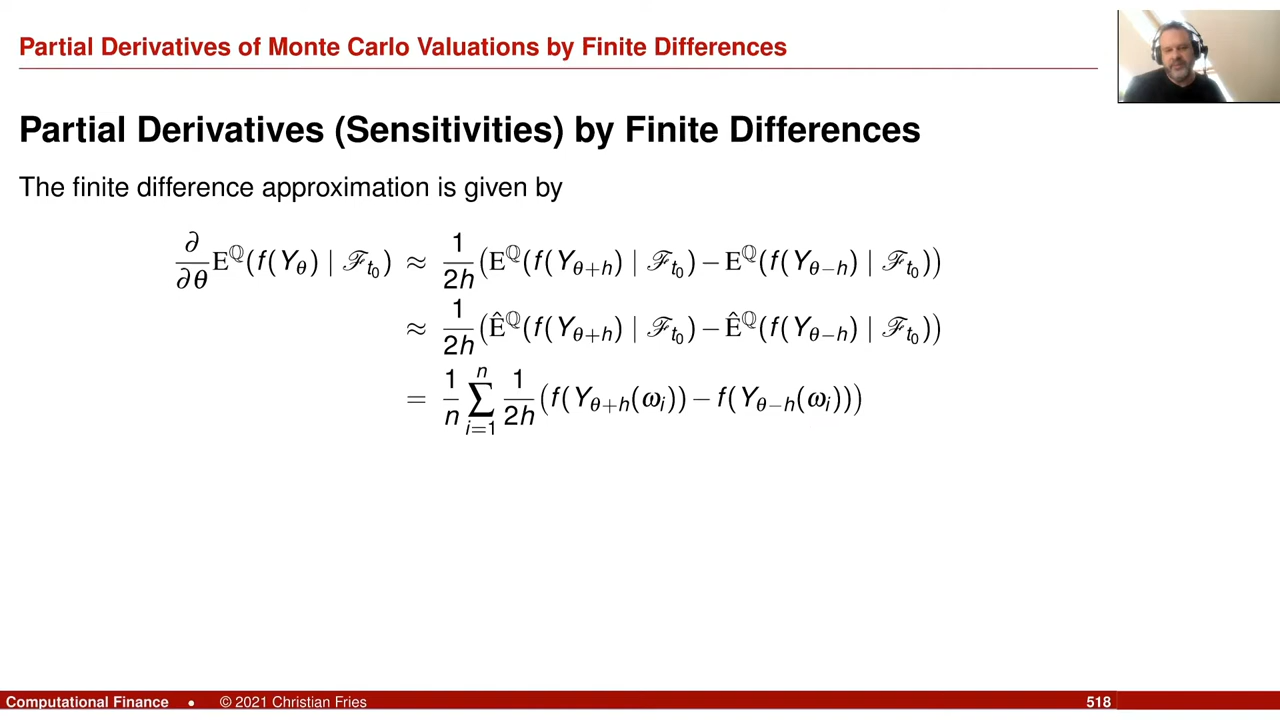 Partial Derivatives of Monte Carlo Valuations by Finite Differences
Partial Derivatives (Sensitivities) by Finite Differences
The finite difference approximation is given by
∂/∂θ E^ℚ(f(Y_θ) | ℱ_{t_0}) ≈ 1/2h (E^ℚ(f(Y_{θ+h}) | ℱ_{t_0}) − E^ℚ(f(Y_{θ−h}) | ℱ_{t_0}))
≈ 1/2h (Ê^ℚ(f(Y_{θ+h}) | ℱ_{t_0}) − Ê^ℚ(f(Y_{θ−h}) | ℱ_{t_0}))
= 1/n ∑_{i=1}^{n} 1/2h (f(Y_{θ+h}(ω_i)) − f(Y_{θ−h}(ω_i)))
Computational Finance • © 2021 Christian Fries 518